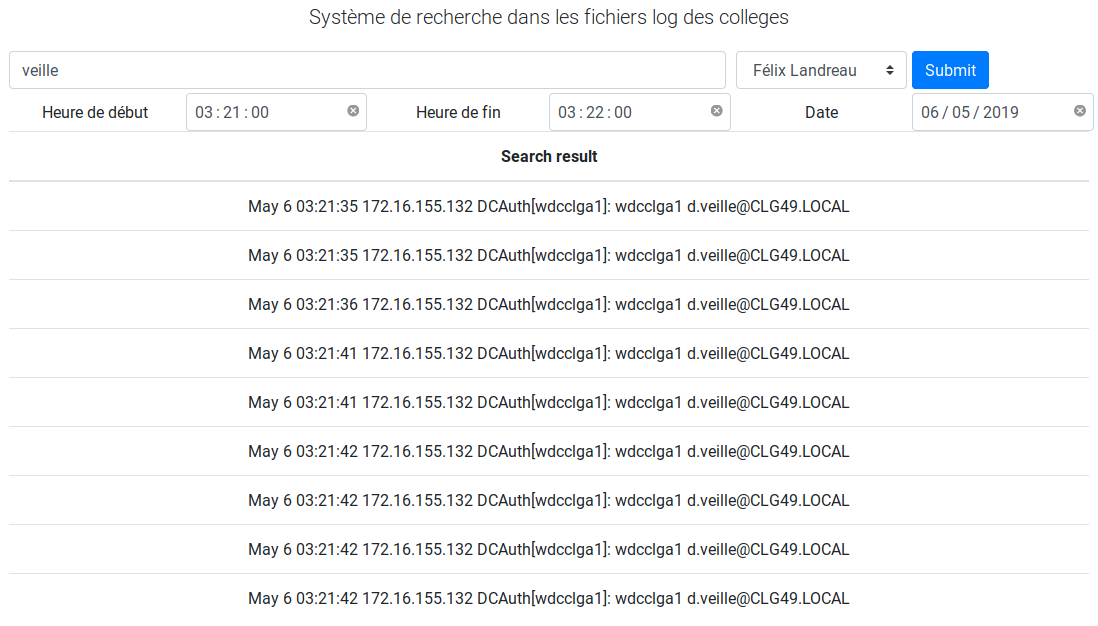 Système de recherche dans les fichiers log des colleges
veille Félix Landreau Submit
Heure de début 03 : 21 : 00 Heure de fin 03 : 22 : 00 Date 06 / 05 / 2019
Search result
May 6 03:21:35 172.16.155.132 DCAuth[wdcclga1]: wdcclga1 d.veille@CLG49.LOCAL
May 6 03:21:35 172.16.155.132 DCAuth[wdcclga1]: wdcclga1 d.veille@CLG49.LOCAL
May 6 03:21:36 172.16.155.132 DCAuth[wdcclga1]: wdcclga1 d.veille@CLG49.LOCAL
May 6 03:21:41 172.16.155.132 DCAuth[wdcclga1]: wdcclga1 d.veille@CLG49.LOCAL
May 6 03:21:41 172.16.155.132 DCAuth[wdcclga1]: wdcclga1 d.veille@CLG49.LOCAL
May 6 03:21:42 172.16.155.132 DCAuth[wdcclga1]: wdcclga1 d.veille@CLG49.LOCAL
May 6 03:21:42 172.16.155.132 DCAuth[wdcclga1]: wdcclga1 d.veille@CLG49.LOCAL
May 6 03:21:42 172.16.155.132 DCAuth[wdcclga1]: wdcclga1 d.veille@CLG49.LOCAL
May 6 03:21:42 172.16.155.132 DCAuth[wdcclga1]: wdcclga1 d.veille@CLG49.LOCAL